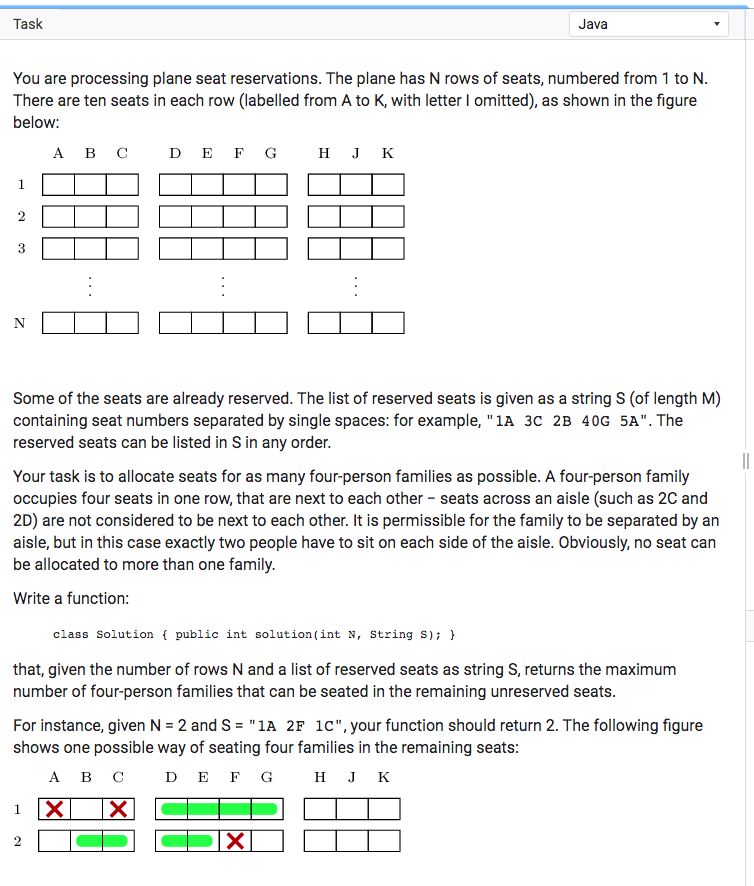 Task
Java
You are processing plane seat reservations. The plane has N rows of seats, numbered from 1 to N.
There are ten seats in each row (labelled from A to K, with letter I omitted), as shown in the figure
below:
A B C D E F G H J K
1
2
3
N
Some of the seats are already reserved. The list of reserved seats is given as a string S (of length M)
containing seat numbers separated by single spaces: for example, "1A 3C 2B 40G 5A". The
reserved seats can be listed in S in any order.
Your task is to allocate seats for as many four-person families as possible. A four-person family
occupies four seats in one row, that are next to each other – seats across an aisle (such as 2C and
2D) are not considered to be next to each other. It is permissible for the family to be separated by an
aisle, but in this case exactly two people have to sit on each side of the aisle. Obviously, no seat can
be allocated to more than one family.
Write a function:
class Solution { public int solution(int N, String S); }
that, given the number of rows N and a list of reserved seats as string S, returns the maximum
number of four-person families that can be seated in the remaining unreserved seats.
For instance, given N = 2 and S = "1A 2F 1C", your function should return 2. The following figure
shows one possible way of seating four families in the remaining seats:
A B C D E F G H J K
1
2